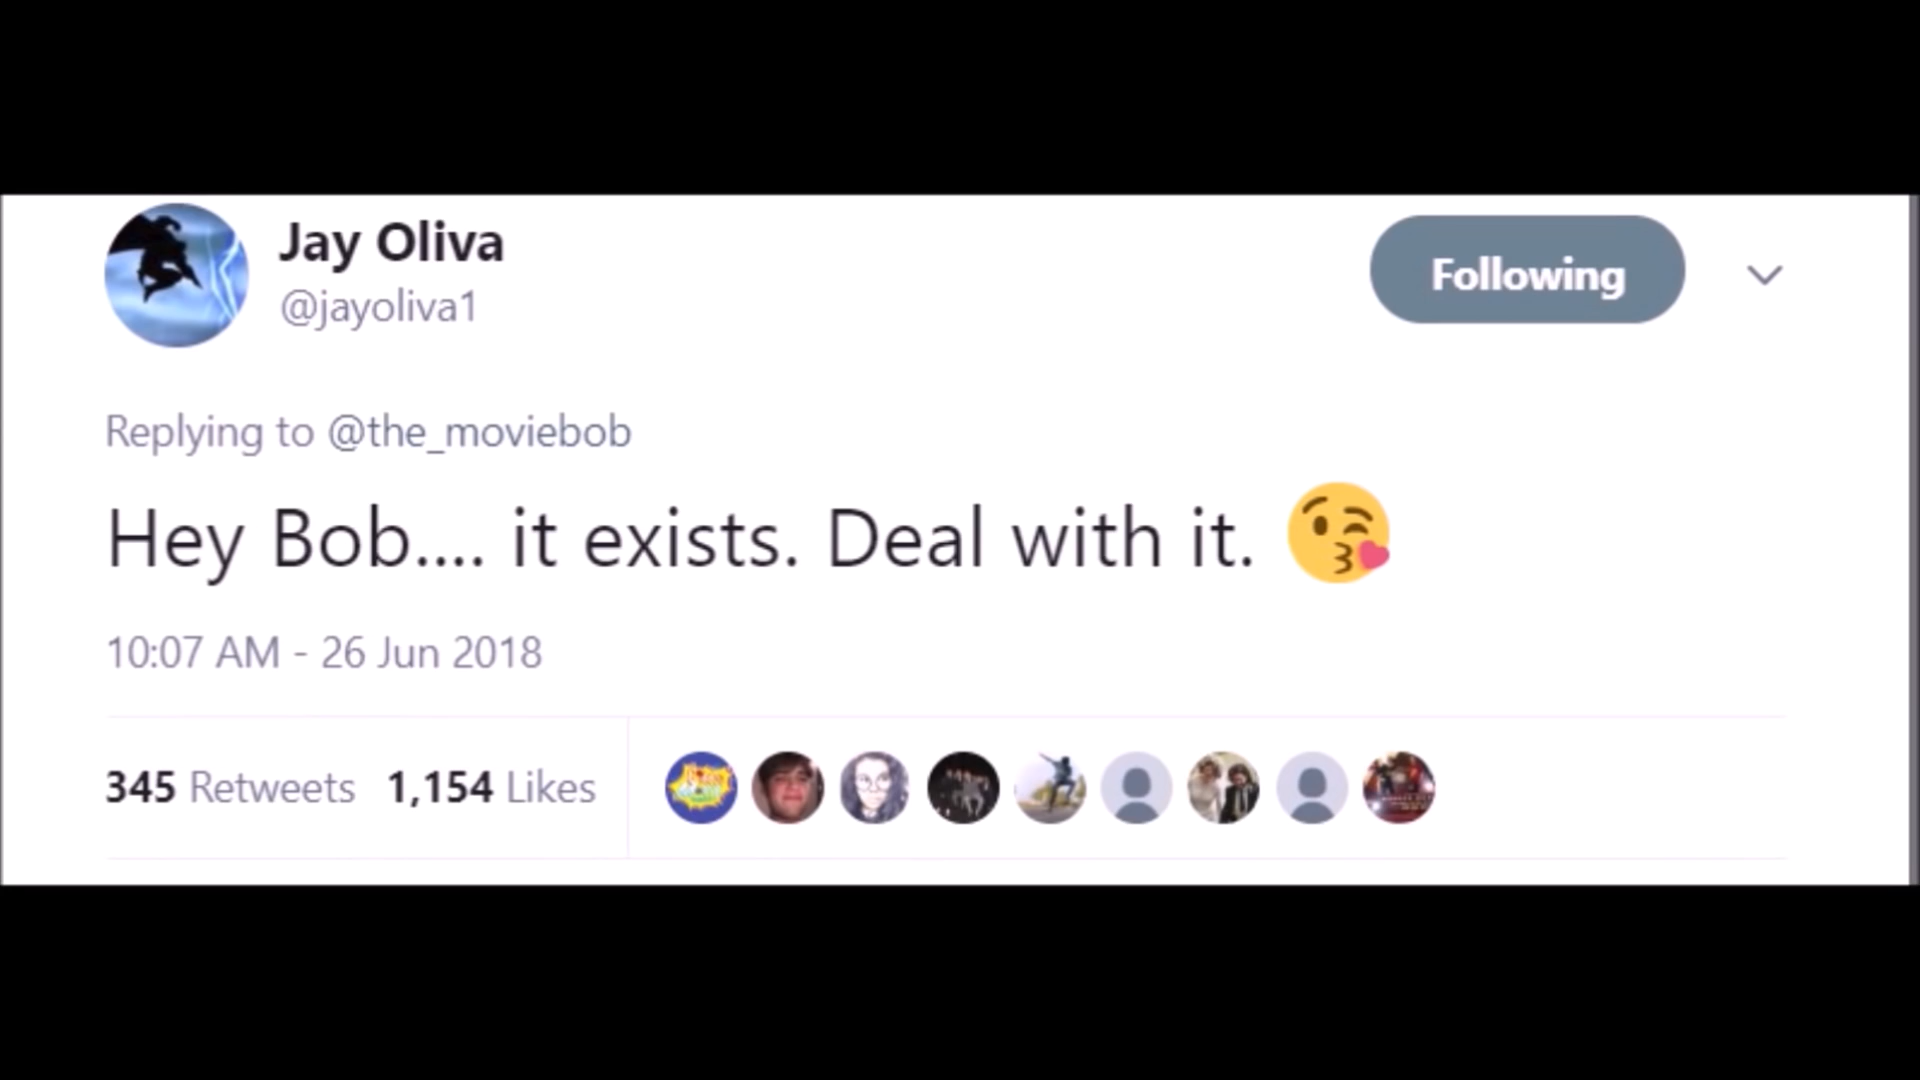 Jay Oliva
@jayoliva1
Following
Replying to @the_moviebob
Hey Bob.... it exists. Deal with it. 😘
10:07 AM - 26 Jun 2018
345 Retweets 1,154 Likes